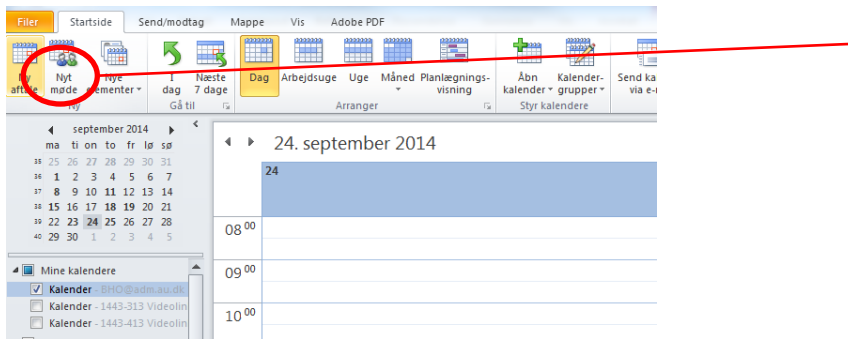 Filer Startside Send/modtag Mappe Vis Adobe PDF
Ny aftale
Nyt møde
Nye elementer
I dag
Næste 7 dage
Dag
Arbejdsuge
Uge
Måned
Planlægnings-
visning
Åbn kalender
Kalender-
grupper
Send ka
via e-
Ny Gå til Arranger Styr kalendere
september 2014
ma ti on to fr lø sø
35 25 26 27 28 29 30 31
36 1 2 3 4 5 6 7
37 8 9 10 11 12 13 14
38 15 16 17 18 19 20 21
39 22 23 24 25 26 27 28
40 29 30 1 2 3 4 5
Mine kalendere
Kalender - BHO@adm.au.dk
Kalender - 1443-313 Videolin
Kalender - 1443-413 Videolin
24. september 2014
24
08 00
09 00
10 00